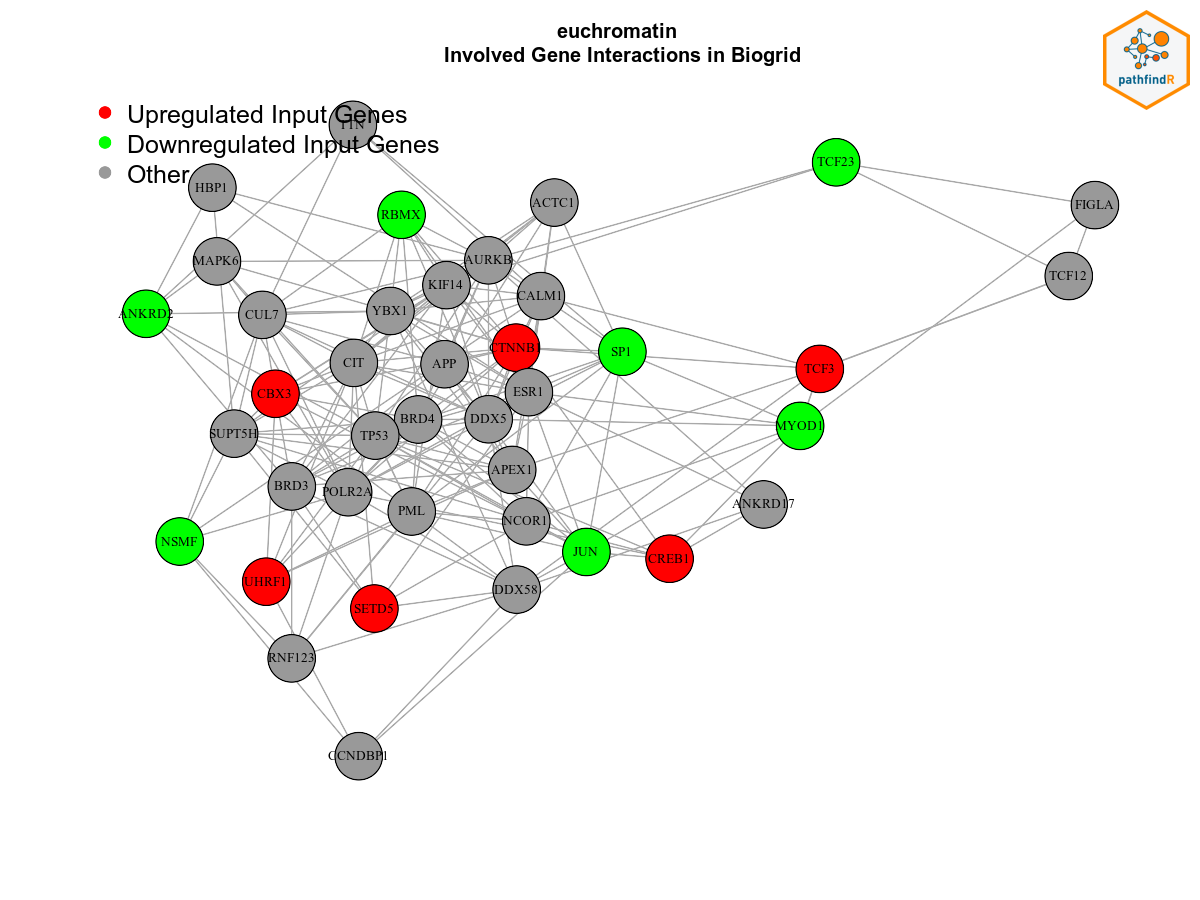 euchromatin
Involved Gene Interactions in Biogrid
pathfindR
Upregulated Input Genes
Downregulated Input Genes
Other
TTN
TCF23
HBP1
ACTC1
FIGLA
RBMX
MAPK6
AURKB
TCF12
KIF14
CALM1
ANKRD2
CUL7
YBX1
CTNNB1
SP1
CIT
APP
TCF3
CBX3
ESR1
BRD4
DDX5
MYOD1
SUPT5H
TP53
APEX1
BRD3
POLR2A
ANKRD17
PML
NCOR1
NSMF
JUN
CREB1
UHRF1
DDX58
SETD5
RNF123
CCNDBP1